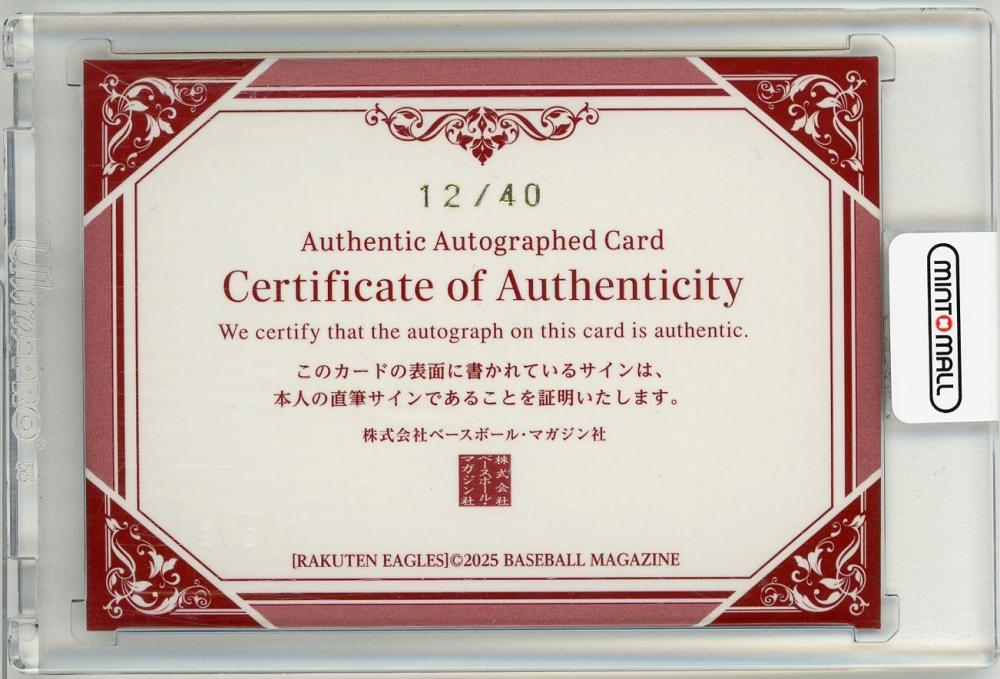 12/40
Authentic Autographed Card
Certificate of Authenticity
We certify that the autograph on this card is authentic.
このカードの表面に書かれているサインは、
本人の直筆サインであることを証明いたします。
株式会社ベースボール・マガジン社
株式会社
ベースボール・
マガジン社
[RAKUTEN EAGLES]©2025 BASEBALL MAGAZINE
MINTMALL
Ultra PRO